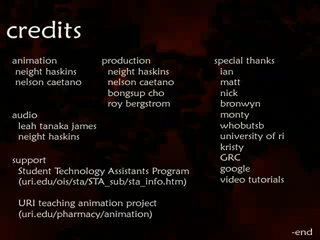 credits
animation
neight haskins
nelson caetano
audio
leah tanaka james
neight haskins
support
Student Technology Assistants Program
(uri.edu/ois/sta/STA_sub/sta_info.htm)
URI teaching animation project
(uri.edu/pharmacy/animation)
production
neight haskins
nelson caetano
bongsup cho
roy bergstrom
special thanks
ian
matt
nick
bronwyn
monty
whobutsb
university of ri
kristy
GRC
google
video tutorials
-end